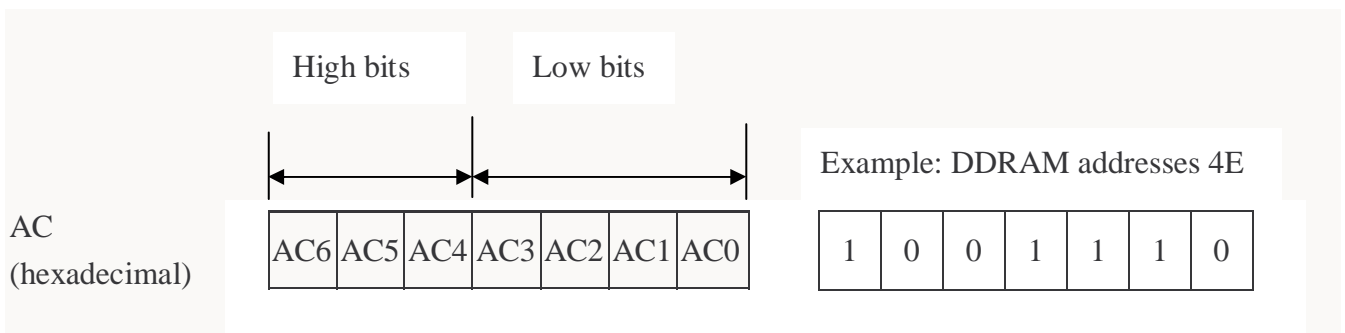 High bits Low bits
Example: DDRAM addresses 4E
AC
(hexadecimal)
AC6 AC5 AC4 AC3 AC2 AC1 AC0 1 0 0 1 1 1 0